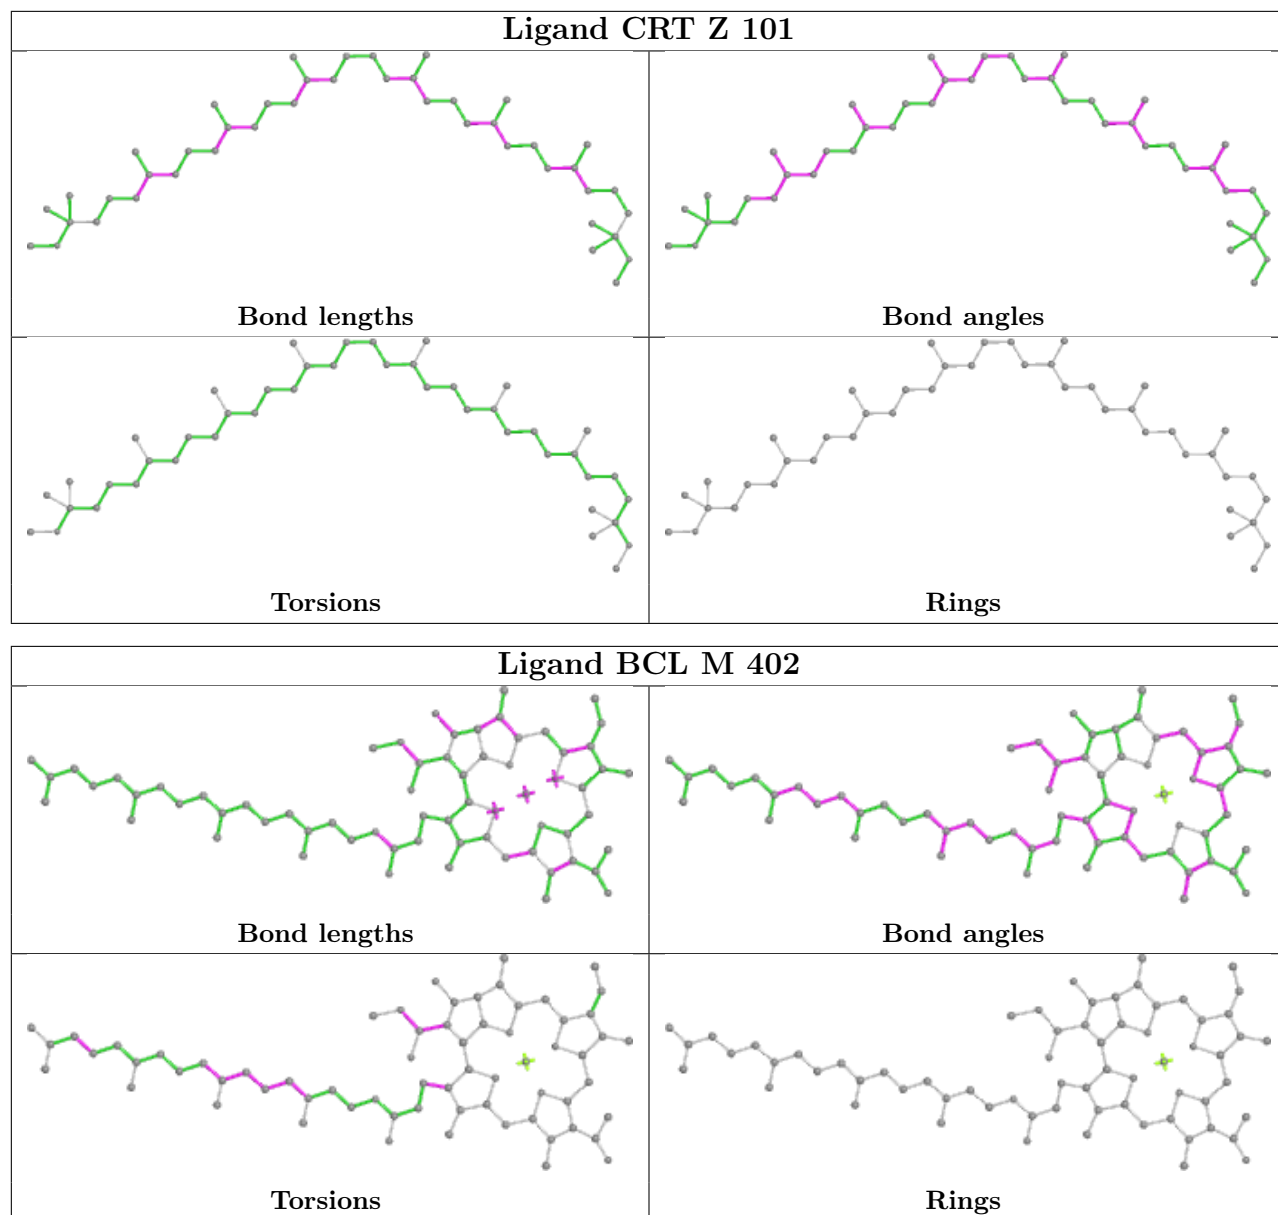 Ligand CRT Z 101
Bond lengths
Bond angles
Torsions
Rings
Ligand BCL M 402
Bond lengths
Bond angles
Torsions
Rings